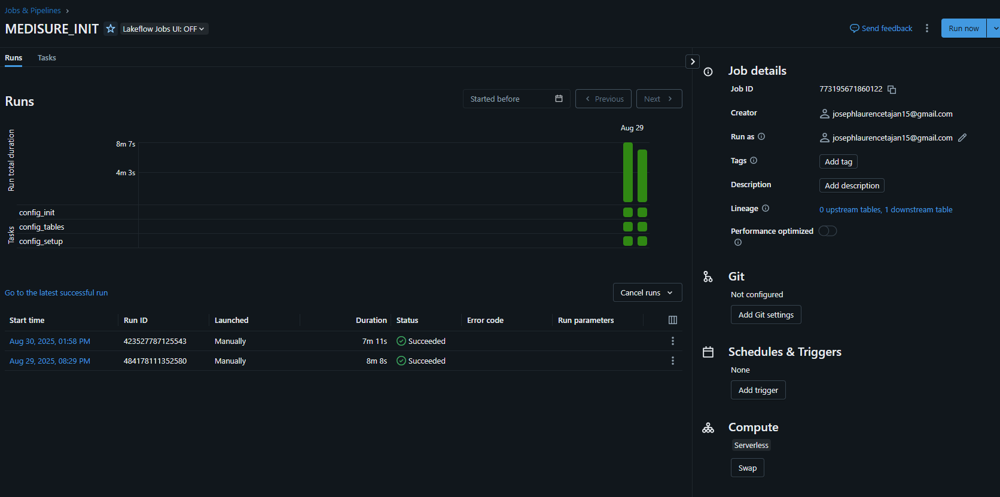 Jobs & Pipelines
MEDISURE_INIT
Lakeflow Jobs UI: OFF
Send feedback
Run now
Runs
Tasks
Runs
Started before
Previous
Next
Aug 29
Run total duration
8m 7s
4m 3s
Tasks
config_init
config_tables
config_setup
Go to the latest successful run
Cancel runs
Start time Run ID Launched Duration Status Error code Run parameters
Aug 30, 2025, 01:58 PM 423527787125543 Manually 7m 11s Succeeded
Aug 29, 2025, 08:29 PM 484178111352580 Manually 8m 8s Succeeded
Job details
Job ID 773195671860122
Creator josephlaurencetajan15@gmail.com
Run as josephlaurencetajan15@gmail.com
Tags Add tag
Description Add description
Lineage 0 upstream tables, 1 downstream table
Performance optimized
Git
Not configured
Add Git settings
Schedules & Triggers
None
Add trigger
Compute
Serverless
Swap